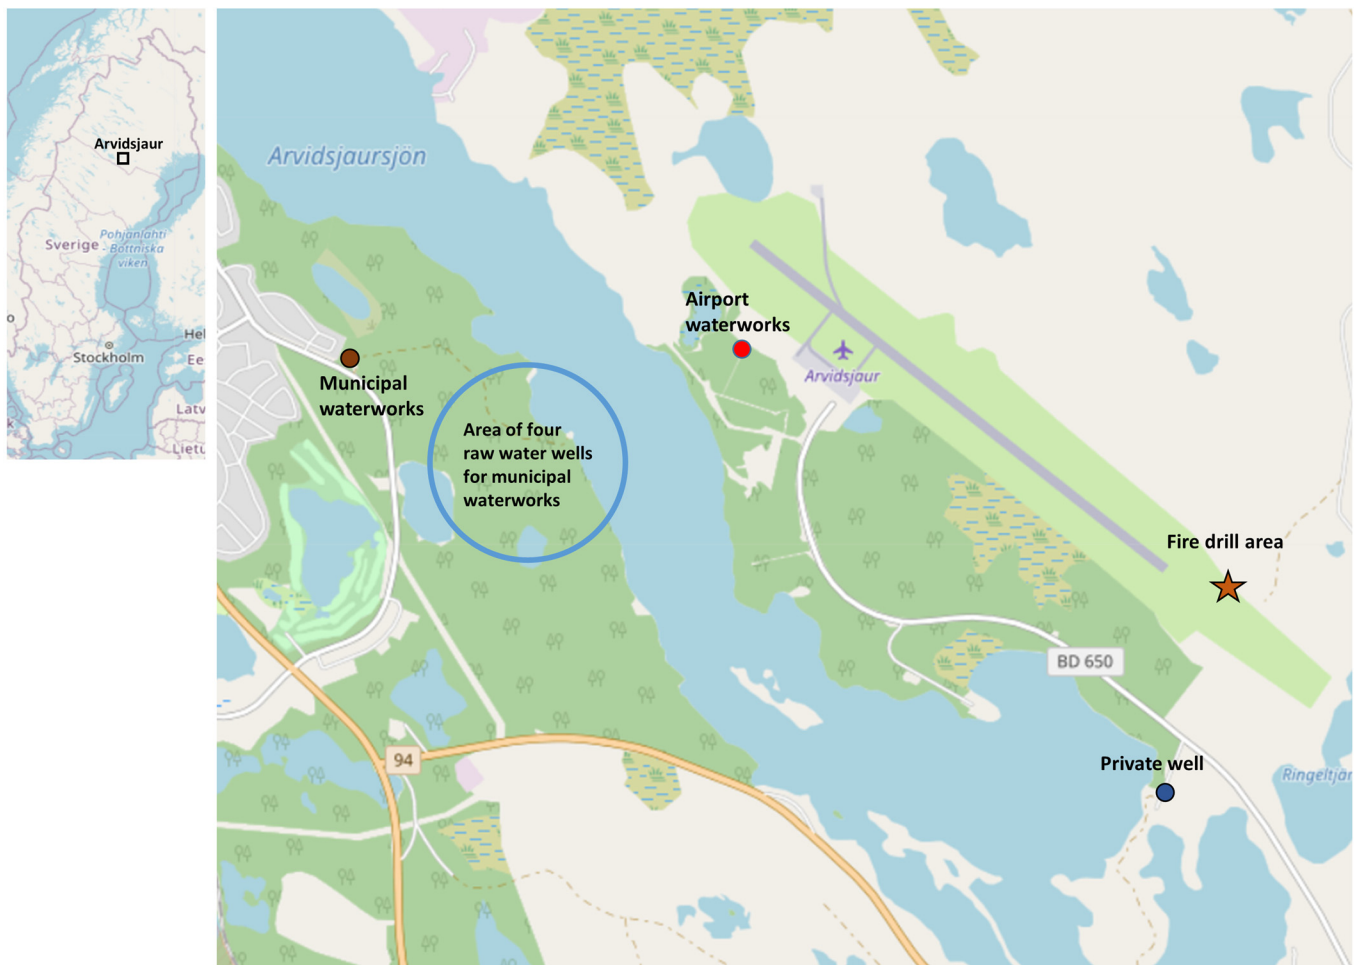 Arvidsjaur
Sverige
Pohjanlahti
Bottniska
viken
Stockholm
Hel
Ees
Latv
Lietu
Arvidsjaursjön
Airport
waterworks
Arvidsjaur
Municipal
waterworks
Area of four
raw water wells
for municipal
waterworks
Fire drill area
BD 650
94
Private well
Ringeltjär